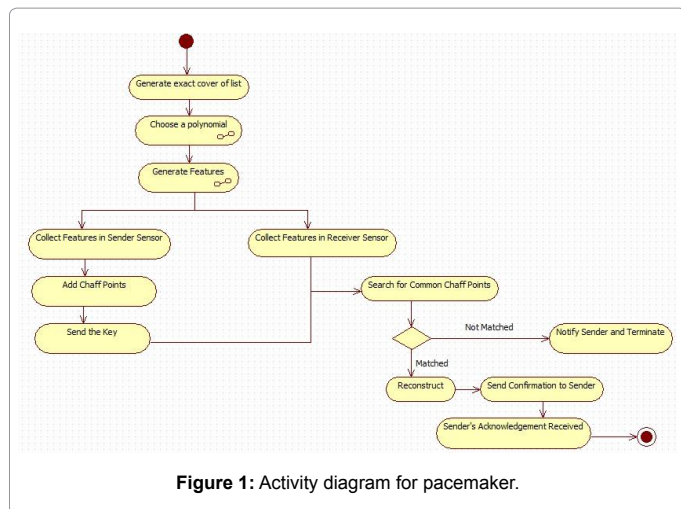 Generate exact cover of list
Choose a polynomial
Generate Features
Collect Features in Sender Sensor
Collect Features in Receiver Sensor
Add Chaff Points
Search for Common Chaff Points
Send the Key
Not Matched
Notify Sender and Terminate
Matched
Reconstruct
Send Confirmation to Sender
Sender's Acknowledgement Received
Figure 1: Activity diagram for pacemaker.